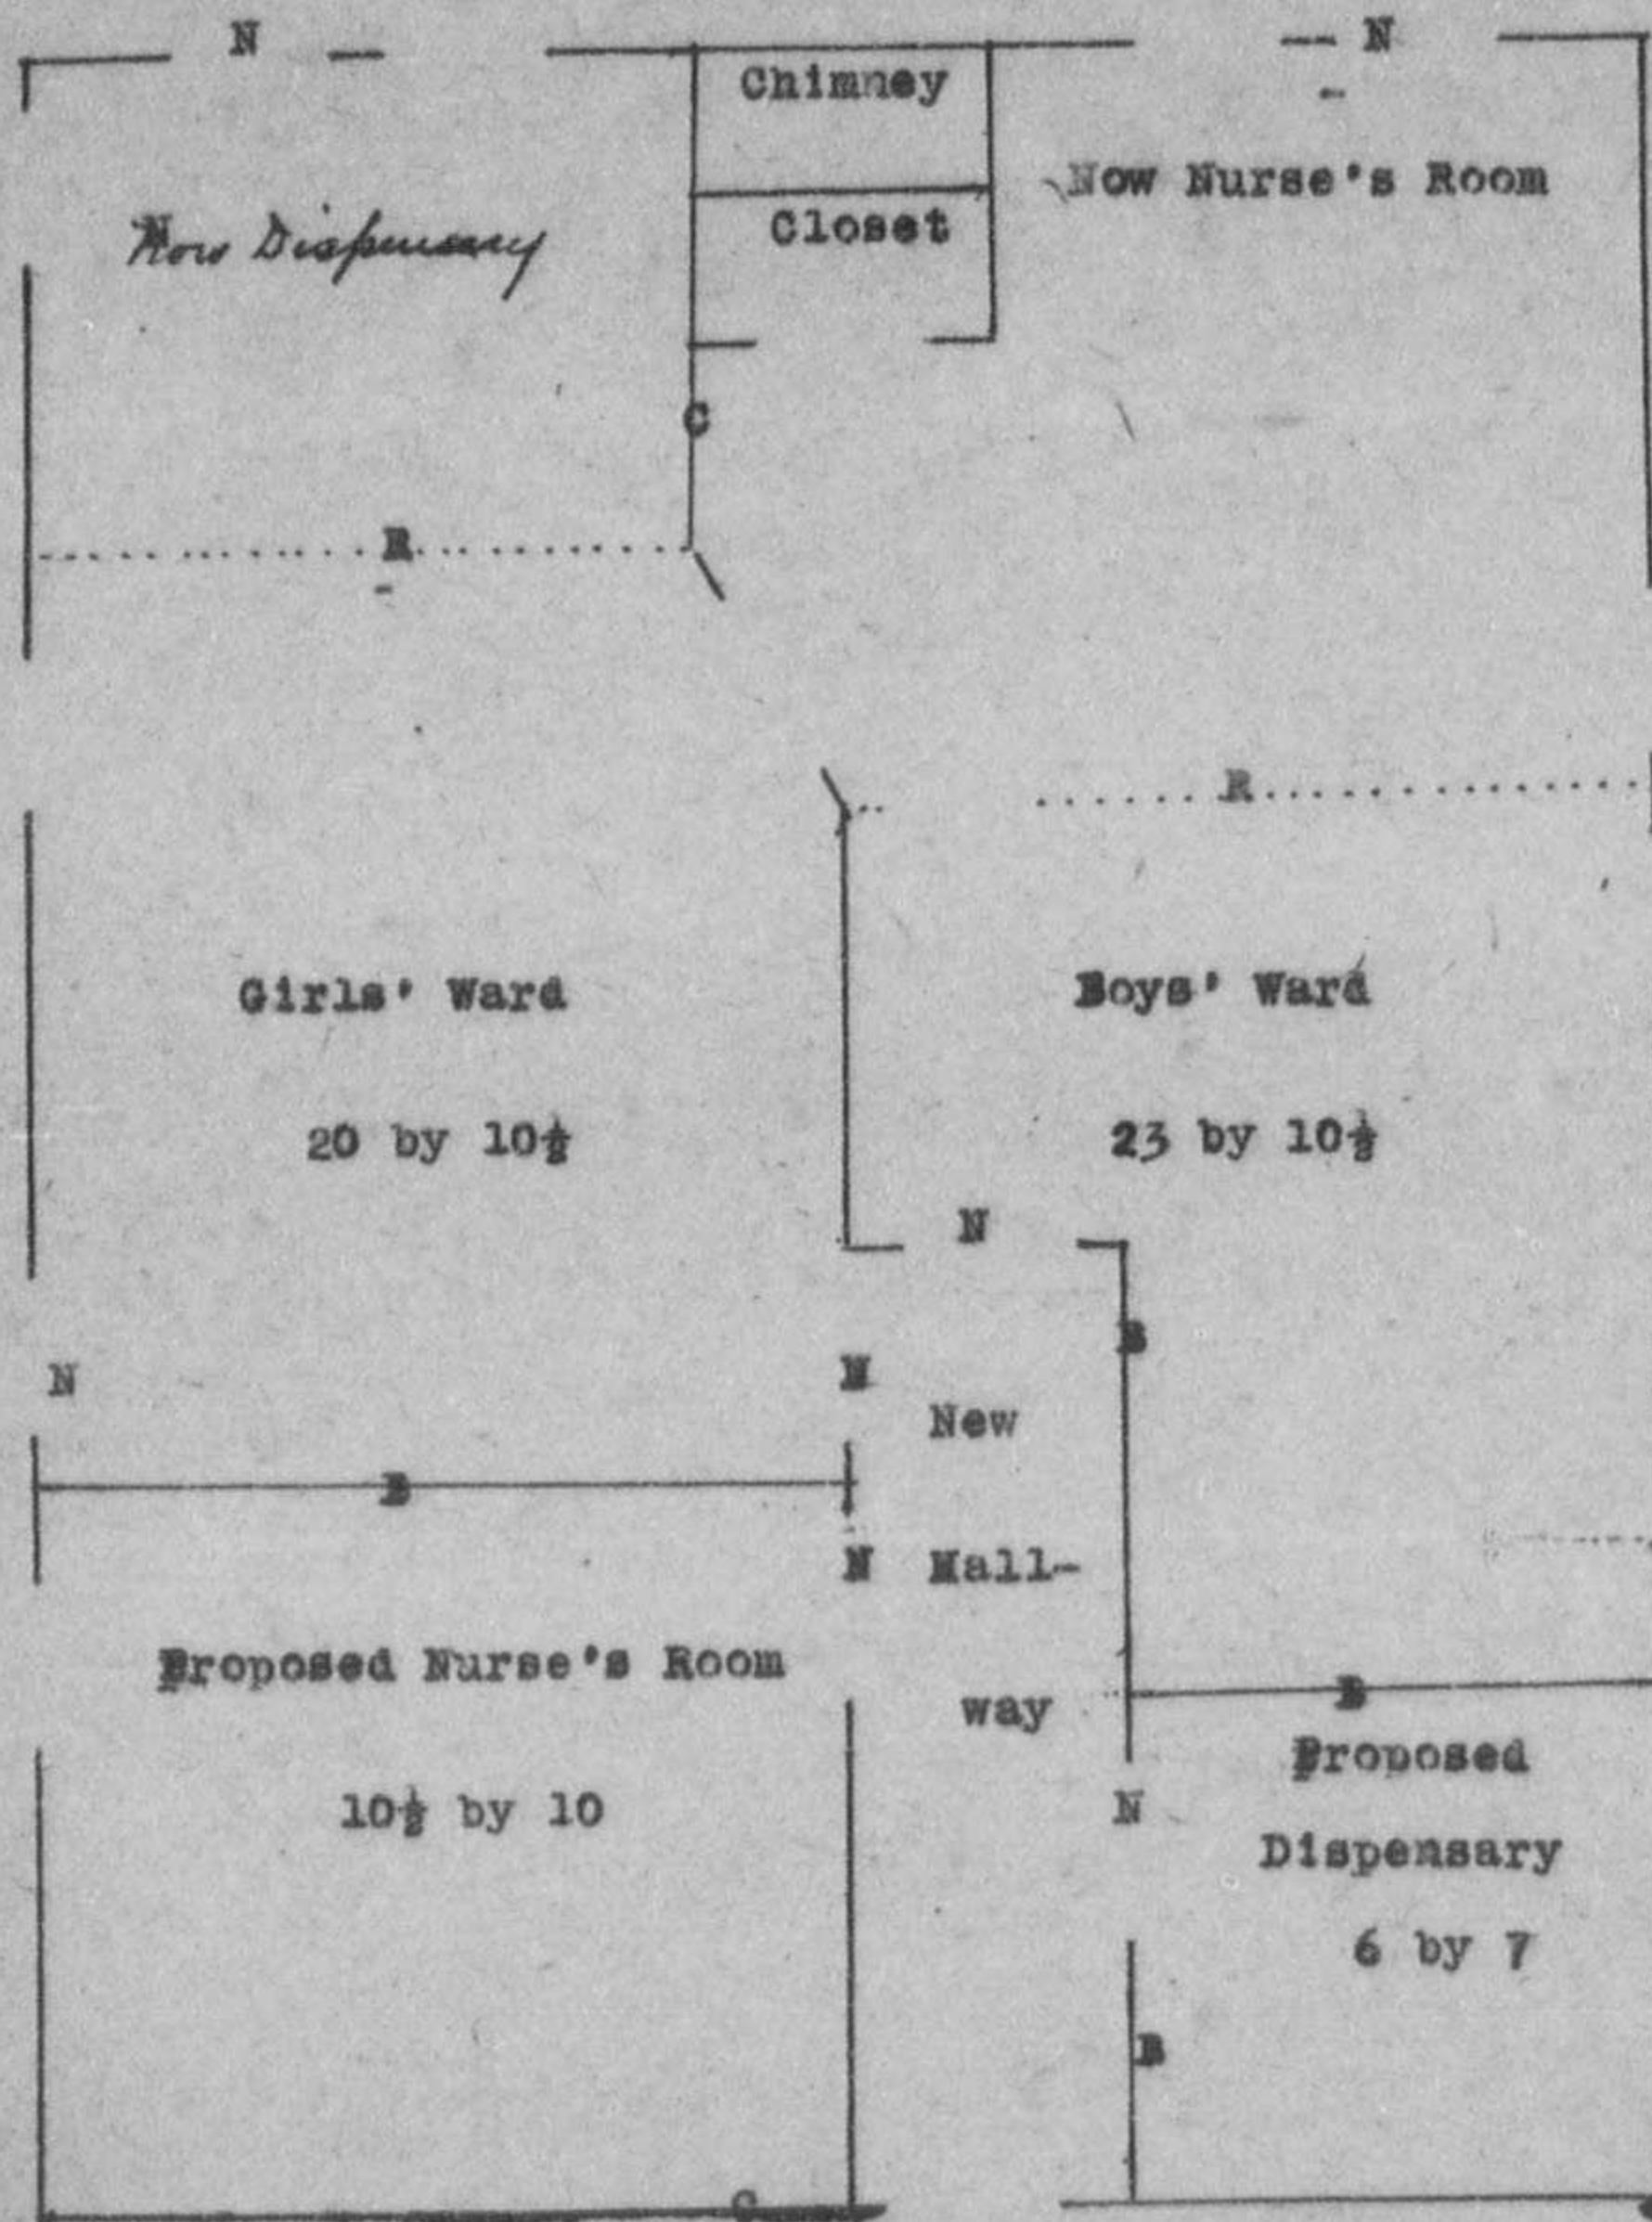 N
N
Chimney
Now Nurse's Room
Closet
Now Dispensary
C
R
R
Girls' Ward
Boys' Ward
20 by 10½
23 by 10½
N
B
N
N
New
B
N
Hall-
Proposed Nurse's Room
way
B
Proposed
10½ by 10
N
Dispensary
6 by 7
B
C